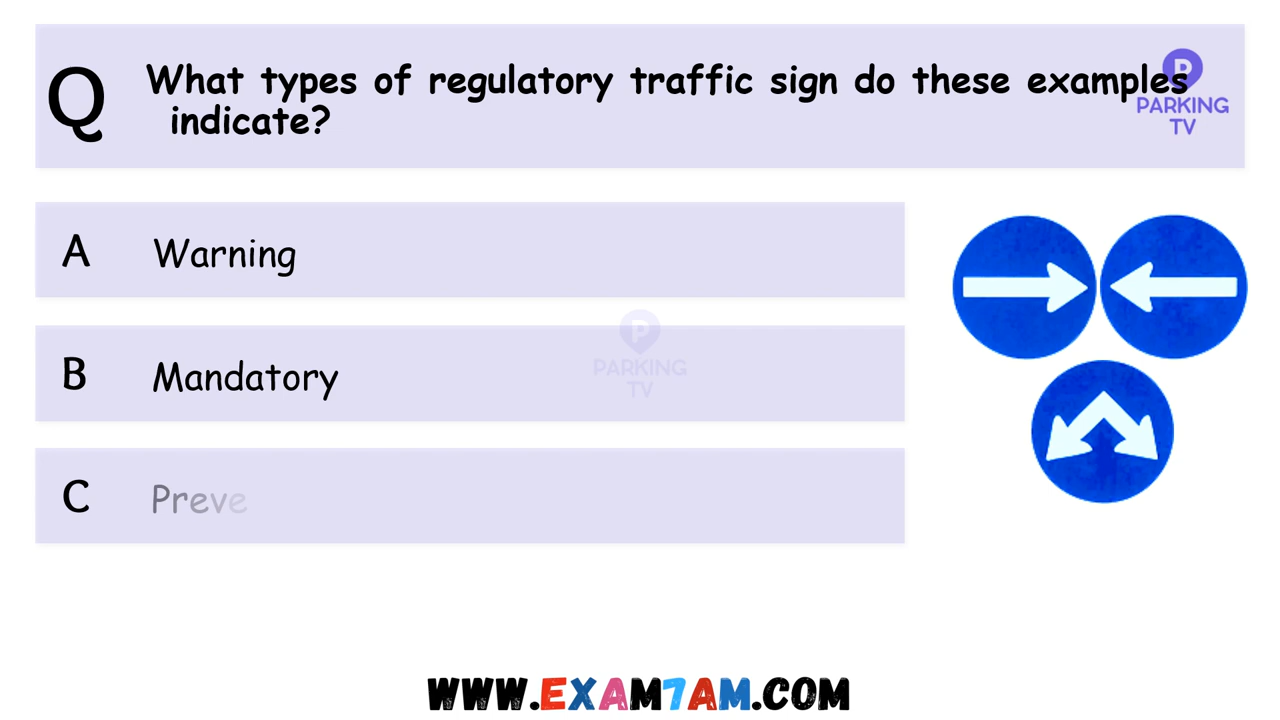 Q What types of regulatory traffic sign do these examples
indicate?
P
PARKING
TV
A Warning
B Mandatory
P
PARKING
TV
C Preve
WWW.EXAM7AM.COM